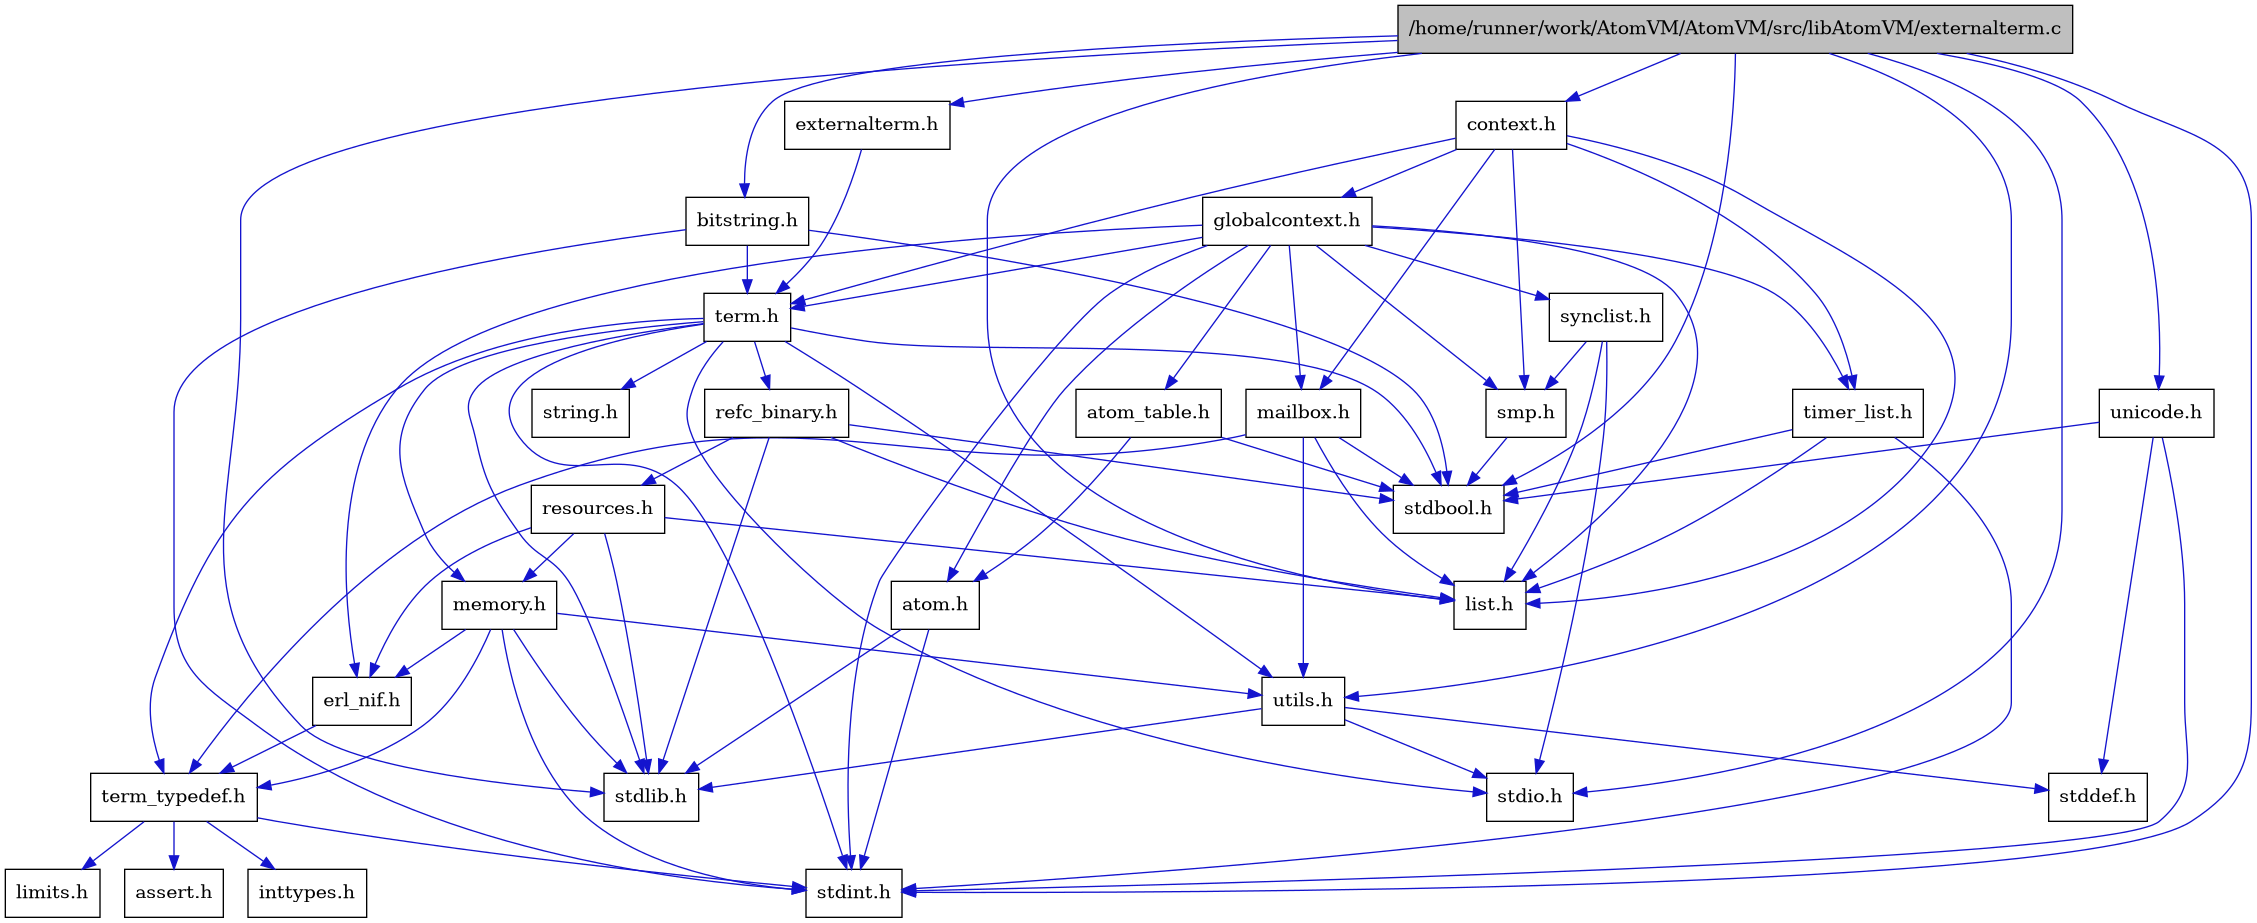 /home/runner/work/AtomVM/AtomVM/src/libAtomVM/externalterm.c
externalterm.h
context.h
bitstring.h
globalcontext.h
term.h
synclist.h
string.h
refc_binary.h
atom_table.h
mailbox.h
smp.h
timer_list.h
unicode.h
resources.h
stdbool.h
memory.h
atom.h
list.h
erl_nif.h
utils.h
term_typedef.h
stdlib.h
stdio.h
stddef.h
limits.h
assert.h
inttypes.h
stdint.h